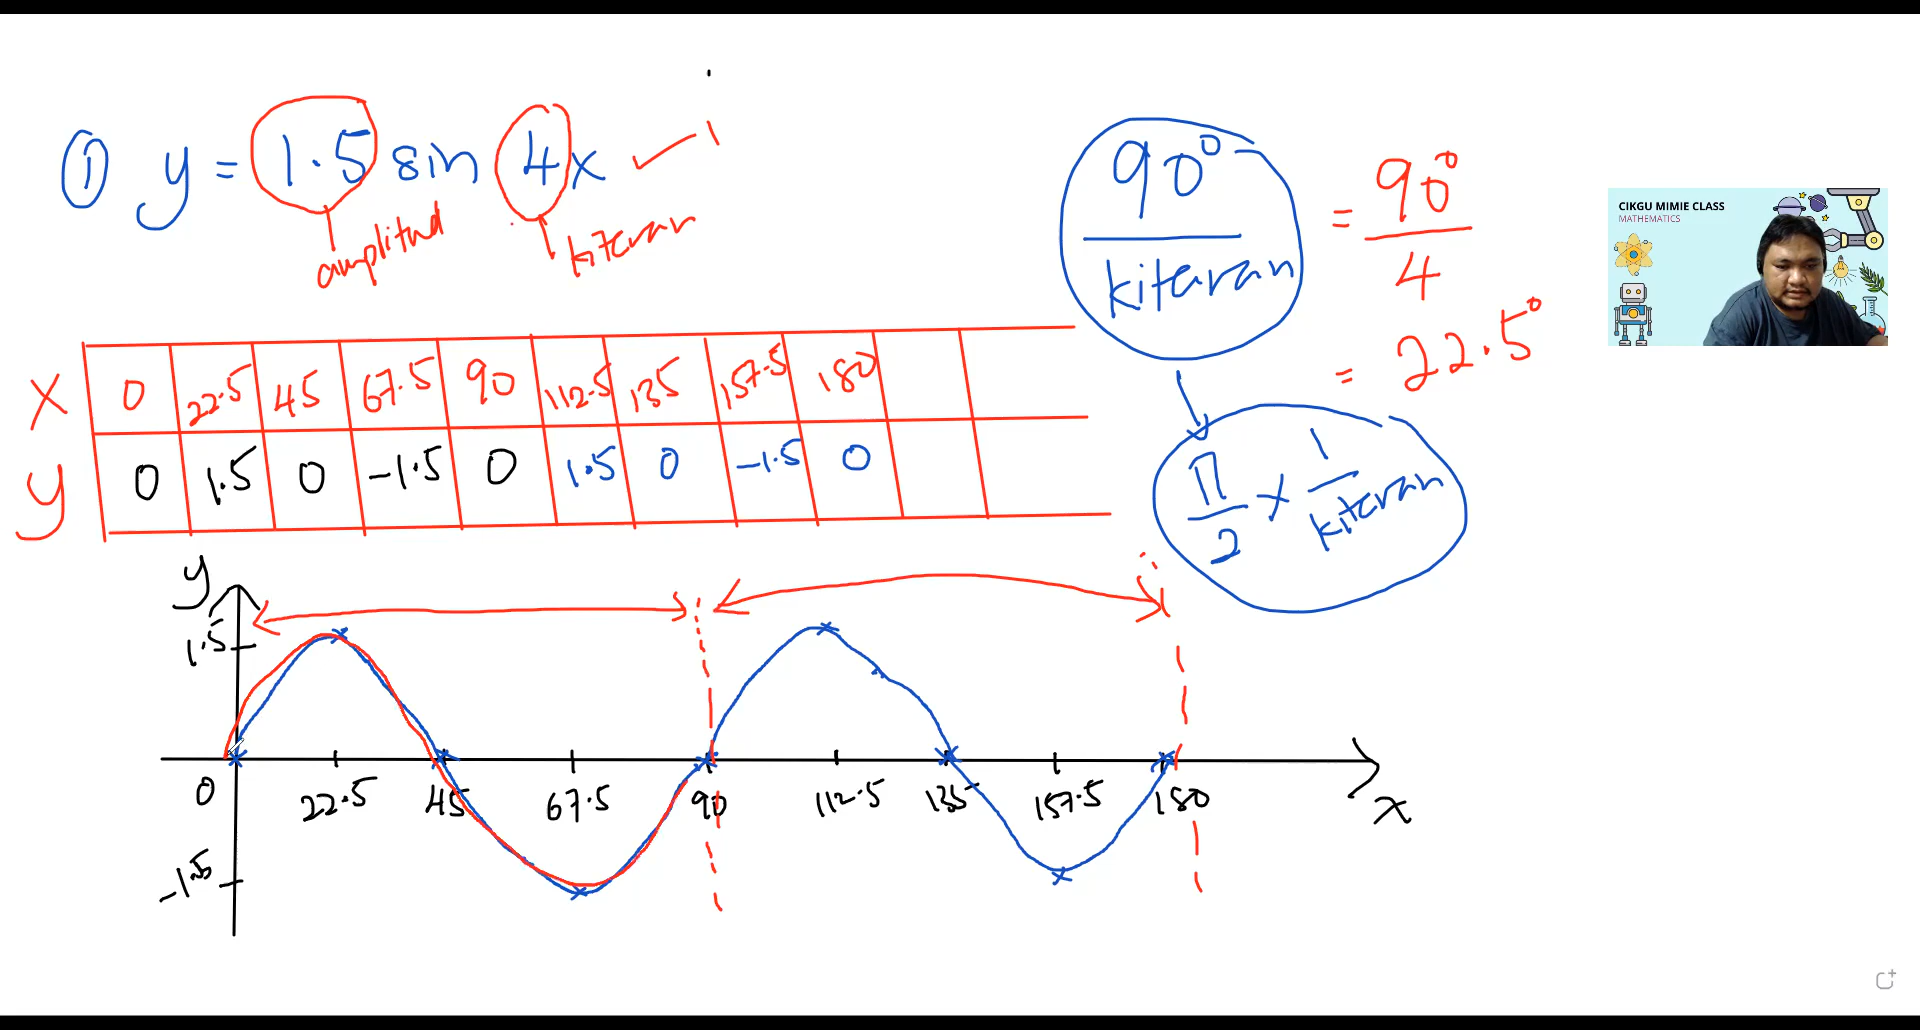 ① y = 1.5 sin 4x ✓
amplitud kitaran
90°/kitaran = 90°/4
= 22.5°
π/2 × 1/kitaran
CIKGU MIMIE CLASS
MATHEMATICS
x 0 22.5 45 67.5 90 112.5 135 157.5 180
y 0 1.5 0 -1.5 0 1.5 0 -1.5 0
y
1.5
0 22.5 45 67.5 90 112.5 135 157.5 180 x
-1.5